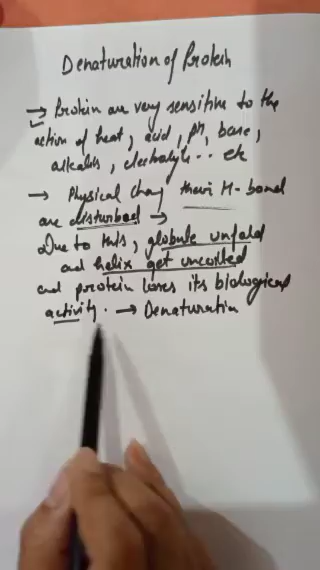 Denaturation of Protein
→ Protein are very sensitive to the
action of heat, acid, pH, base,
alkalis, electrolyte.. etc
→ Physical chang their H-bond
are disturbed →
Due to this, globule unfold
and helix get uncoiled
and protein loses its biological
activity. → Denaturation